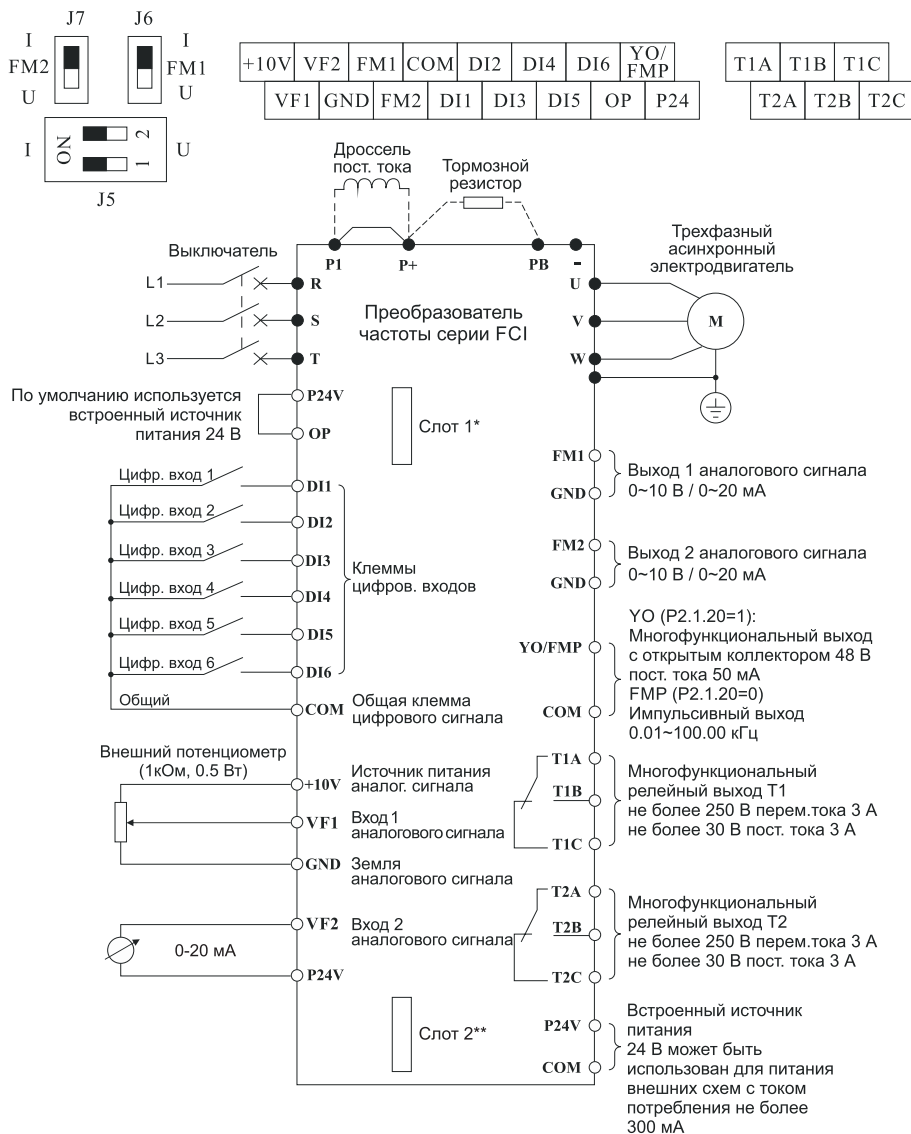 J7
J6
I
FM2
U
I
FM1
U
I
ON
2
1
U
J5
+10V VF2 FM1 COM DI2 DI4 DI6 YO/
FMP
VF1 GND FM2 DI1 DI3 DI5 OP P24
T1A T1B T1C
T2A T2B T2C
Дроссель
пост. тока
Тормозной
резистор
Выключатель
P1
P+
PB
-
Трехфазный
асинхронный
электродвигатель
L1
R
U
L2
S
V
M
L3
T
W
Преобразователь
частоты серии FCI
По умолчанию используется
встроенный источник
питания 24 В
P24V
OP
Слот 1*
Цифр. вход 1
DI1
Цифр. вход 2
DI2
Цифр. вход 3
DI3
Цифр. вход 4
DI4
Цифр. вход 5
DI5
Цифр. вход 6
DI6
Клеммы
цифров. входов
Общий
COM
Общая клемма
цифрового сигнала
FM1
GND
Выход 1 аналогового сигнала
0~10 В / 0~20 мА
FM2
GND
Выход 2 аналогового сигнала
0~10 В / 0~20 мА
YO/FMP
COM
YO (P2.1.20=1):
Многофункциональный выход
с открытым коллектором 48 В
пост. тока 50 мА
FMP (P2.1.20=0)
Импульсивный выход
0.01~100.00 кГц
Внешний потенциометр
(1кОм, 0.5 Вт)
+10V
Источник питания
аналог. сигнала
VF1
Вход 1
аналогового сигнала
GND
Земля
аналогового сигнала
T1A
T1B
T1C
Многофункциональный
релейный выход Т1
не более 250 В перем.тока 3 А
не более 30 В пост. тока 3 А
0-20 мА
VF2
Вход 2
аналогового сигнала
P24V
T2A
T2B
T2C
Многофункциональный
релейный выход Т2
не более 250 В перем.тока 3 А
не более 30 В пост. тока 3 А
Слот 2**
P24V
COM
Встроенный источник
питания
24 В может быть
использован для питания
внешних схем с током
потребления не более
300 мА